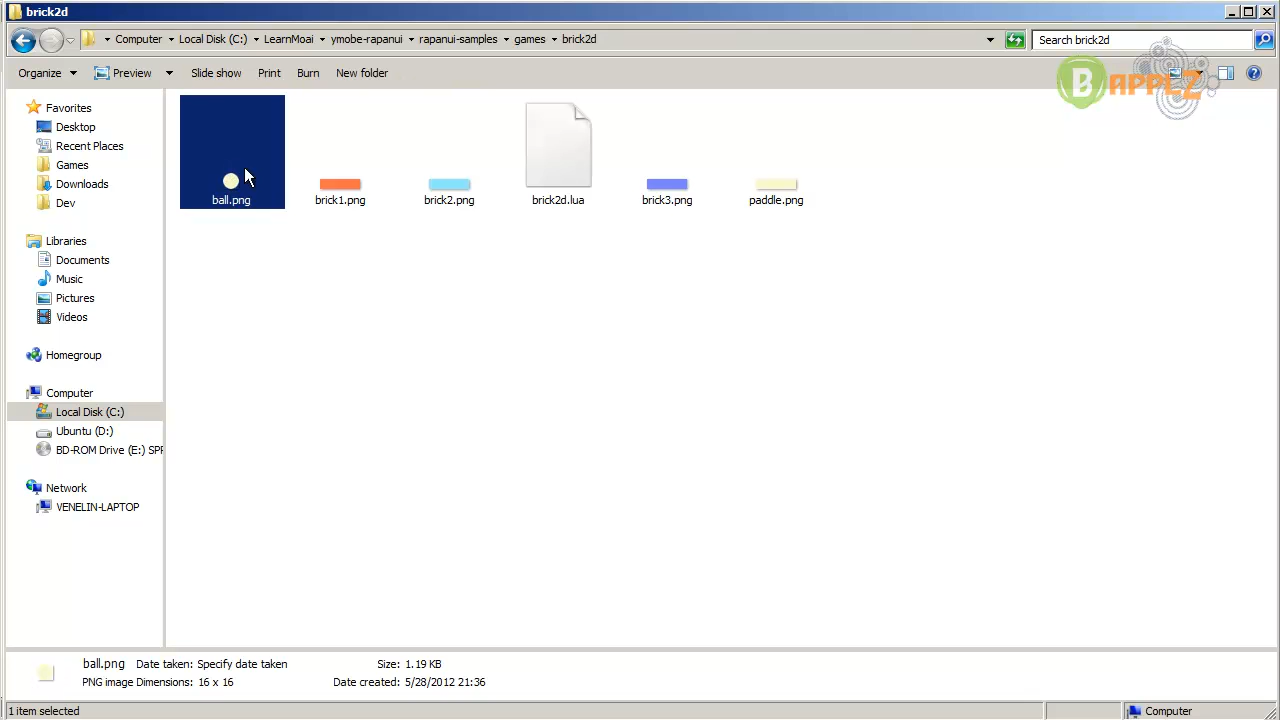 brick2d
Computer Local Disk (C:) LearnMoai ymobe-rapanui rapanui-samples games brick2d
Search brick2d
Organize Preview Slide show Print Burn New folder
B APPLZ
Favorites
Desktop
Recent Places
Games
Downloads
Dev
Libraries
Documents
Music
Pictures
Videos
Homegroup
Computer
Local Disk (C:)
Ubuntu (D:)
BD-ROM Drive (E:) SPF
Network
VENELIN-LAPTOP
ball.png brick1.png brick2.png brick2d.lua brick3.png paddle.png
ball.png Date taken: Specify date taken Size: 1.19 KB
PNG image Dimensions: 16 x 16 Date created: 5/28/2012 21:36
1 item selected Computer